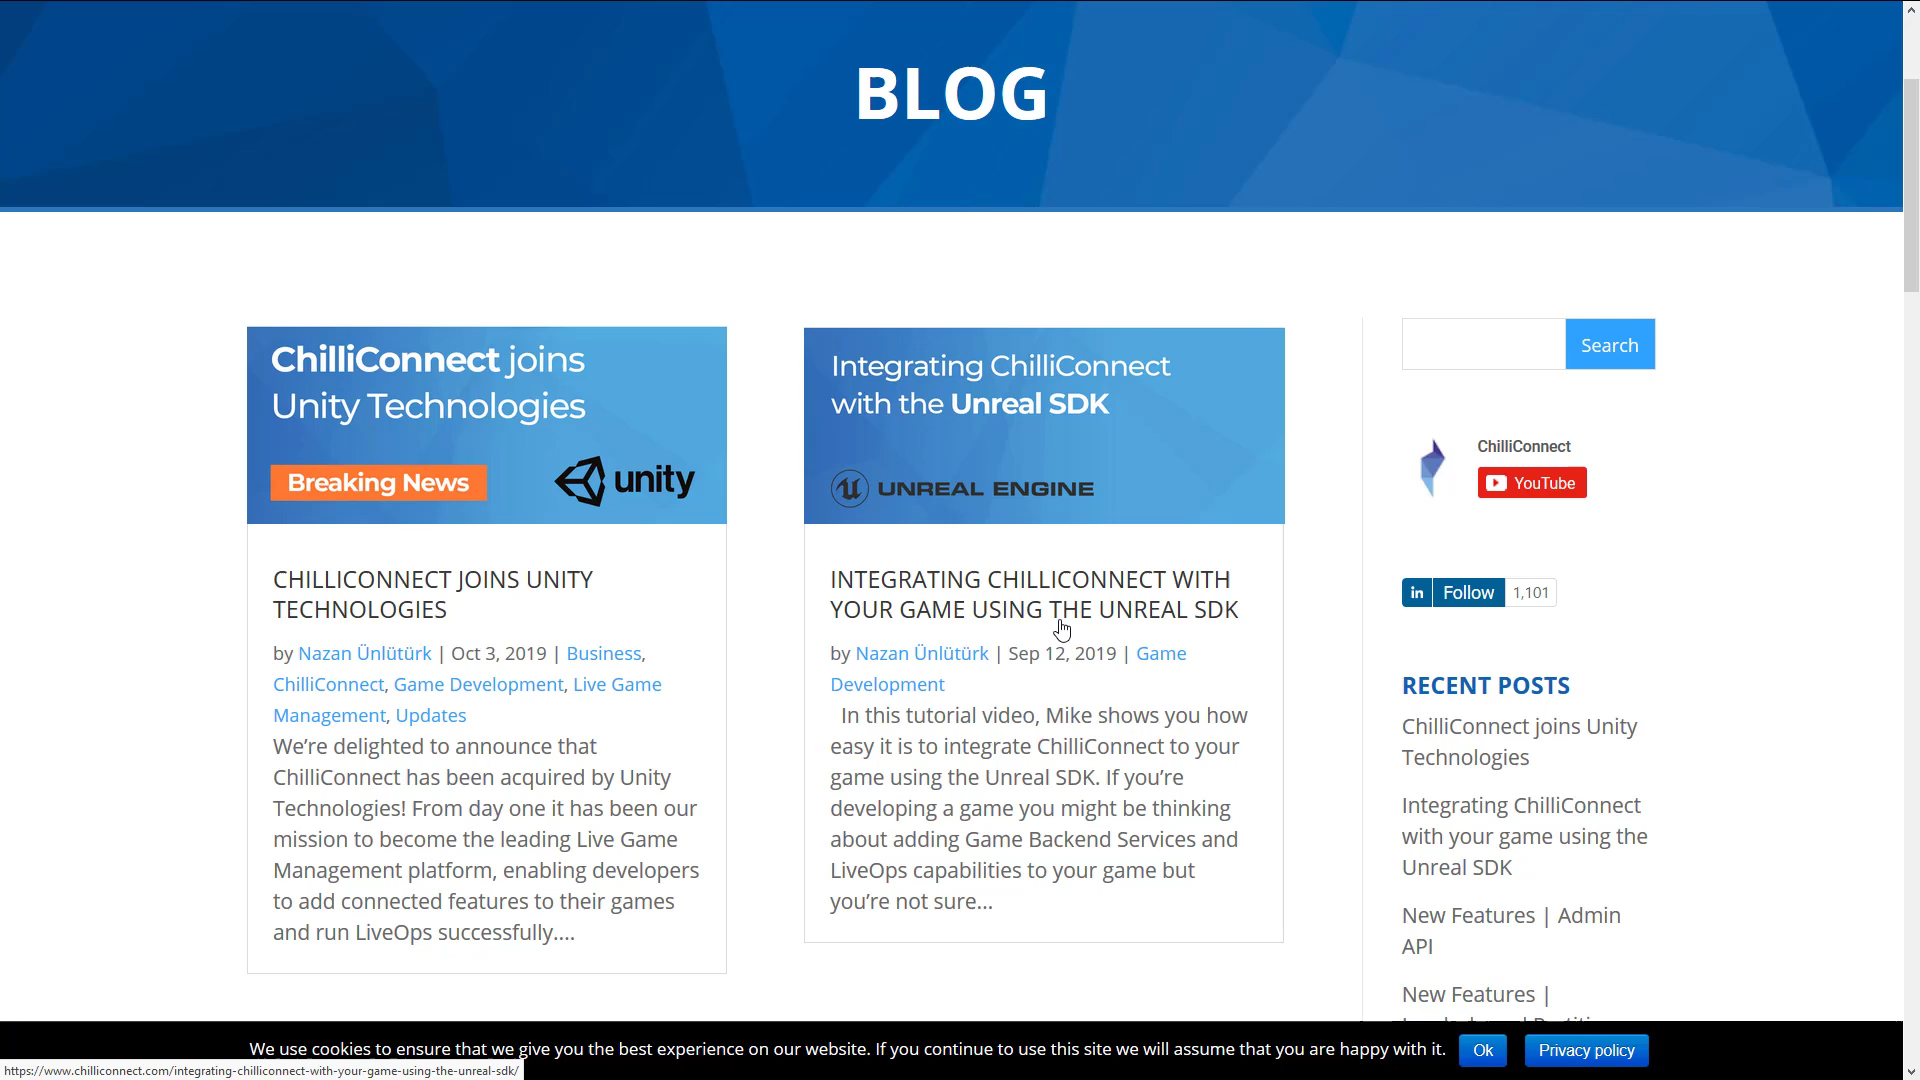 BLOG
ChilliConnect joins
Unity Technologies
Breaking News
unity
Integrating ChilliConnect
with the Unreal SDK
UNREAL ENGINE
CHILLICONNECT JOINS UNITY
TECHNOLOGIES
by Nazan Ünlütürk | Oct 3, 2019 | Business,
ChilliConnect, Game Development, Live Game
Management, Updates
We’re delighted to announce that
ChilliConnect has been acquired by Unity
Technologies! From day one it has been our
mission to become the leading Live Game
Management platform, enabling developers
to add connected features to their games
and run LiveOps successfully....
INTEGRATING CHILLICONNECT WITH
YOUR GAME USING THE UNREAL SDK
by Nazan Ünlütürk | Sep 12, 2019 | Game
Development
In this tutorial video, Mike shows you how
easy it is to integrate ChilliConnect to your
game using the Unreal SDK. If you’re
developing a game you might be thinking
about adding Game Backend Services and
LiveOps capabilities to your game but
you’re not sure...
Search
ChilliConnect
YouTube
in Follow 1,101
RECENT POSTS
ChilliConnect joins Unity
Technologies
Integrating ChilliConnect
with your game using the
Unreal SDK
New Features | Admin
API
New Features |
We use cookies to ensure that we give you the best experience on our website. If you continue to use this site we will assume that you are happy with it. Ok Privacy policy
https://www.chilliconnect.com/integrating-chilliconnect-with-your-game-using-the-unreal-sdk/